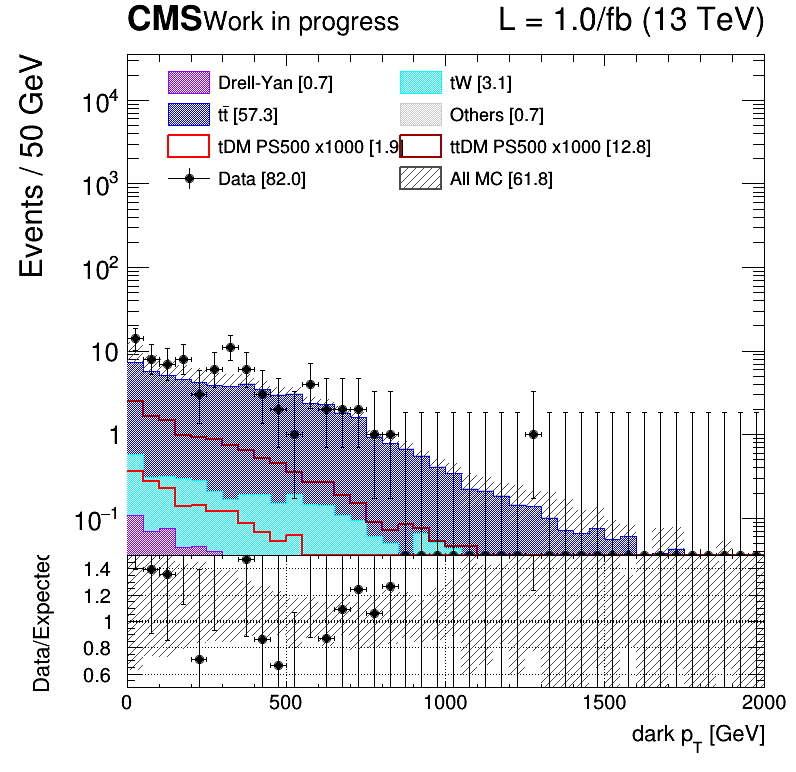 CMS Work in progress L = 1.0/fb (13 TeV)
Events / 50 GeV
Drell-Yan [0.7] tW [3.1]
tt̄ [57.3] Others [0.7]
tDM PS500 x1000 [1.9] ttDM PS500 x1000 [12.8]
Data [82.0] All MC [61.8]
10⁴
10³
10²
10
1
10⁻¹
Data/Expected
1.4
1.2
1
0.8
0.6
0 500 1000 1500 2000
dark p_T [GeV]